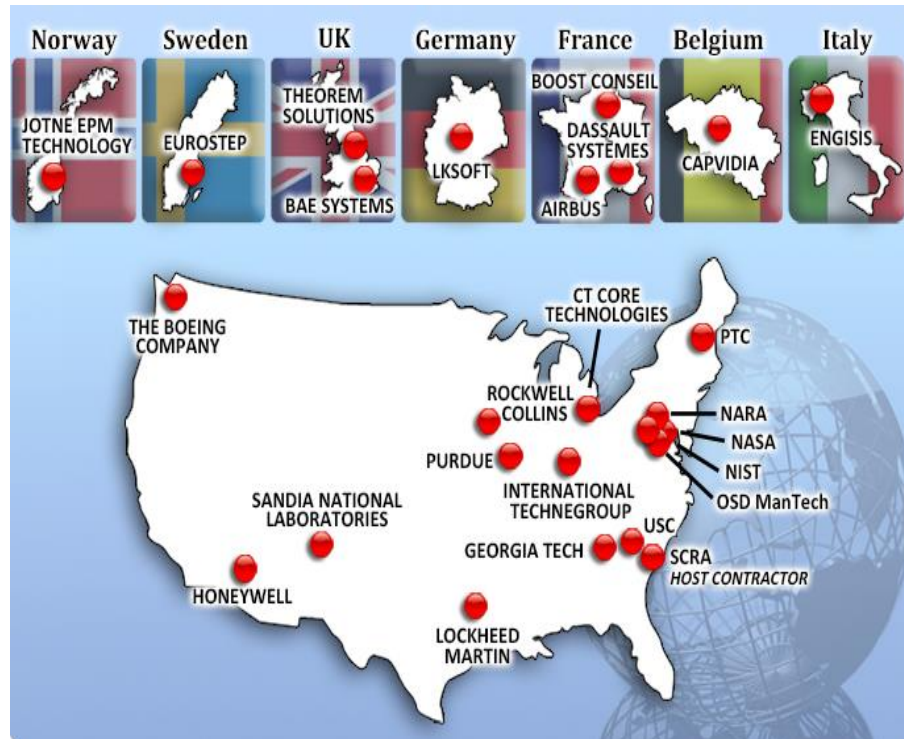 Norway
Sweden
UK
Germany
France
Belgium
Italy
JOTNE EPM
TECHNOLOGY
EUROSTEP
THEOREM
SOLUTIONS
BAE SYSTEMS
LKSOFT
BOOST CONSEIL
DASSAULT
SYSTEMES
AIRBUS
CAPVIDIA
ENGISIS
THE BOEING
COMPANY
CT CORE
TECHNOLOGIES
PTC
ROCKWELL
COLLINS
NARA
NASA
NIST
OSD ManTech
PURDUE
INTERNATIONAL
TECHNEGROUP
SANDIA NATIONAL
LABORATORIES
USC
GEORGIA TECH
SCRA
HOST CONTRACTOR
HONEYWELL
LOCKHEED
MARTIN